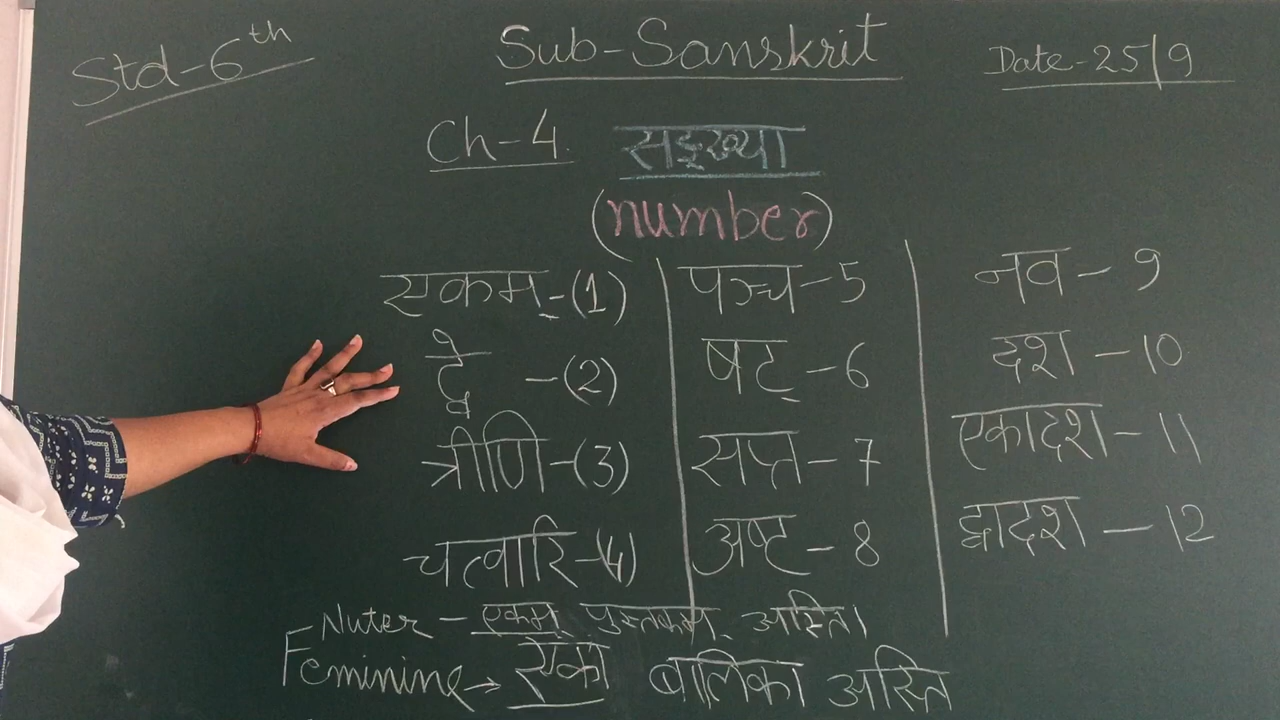 Std-6th
Sub-Sanskrit
Date-25/9
Ch-4 सङ्ख्या
(number)
एकम्-(1)
द्वे -(2)
त्रीणि-(3)
चत्वारि-(4)
पञ्च-5
षट्-6
सप्त-7
अष्ट-8
नव-9
दश-10
एकादश-11
द्वादश-12
Nuter - एकम् पुस्तकम् अस्ति।
Feminine → एका बालिका अस्ति